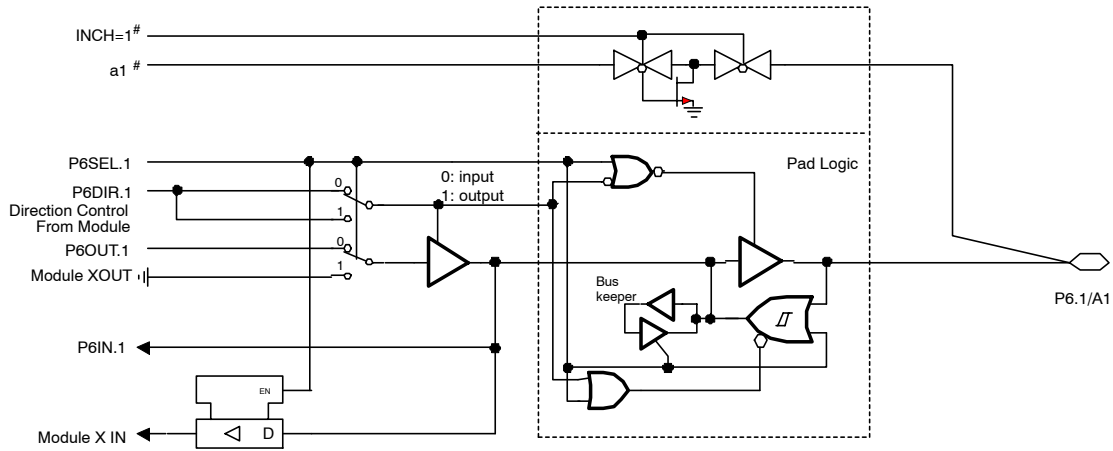 INCH=1#
a1 #
P6SEL.1
0: input
1: output
Pad Logic
P6DIR.1
0
Direction Control
From Module
1
P6OUT.1
0
Module XOUT
1
Bus
keeper
P6.1/A1
P6IN.1
EN
D
Module X IN